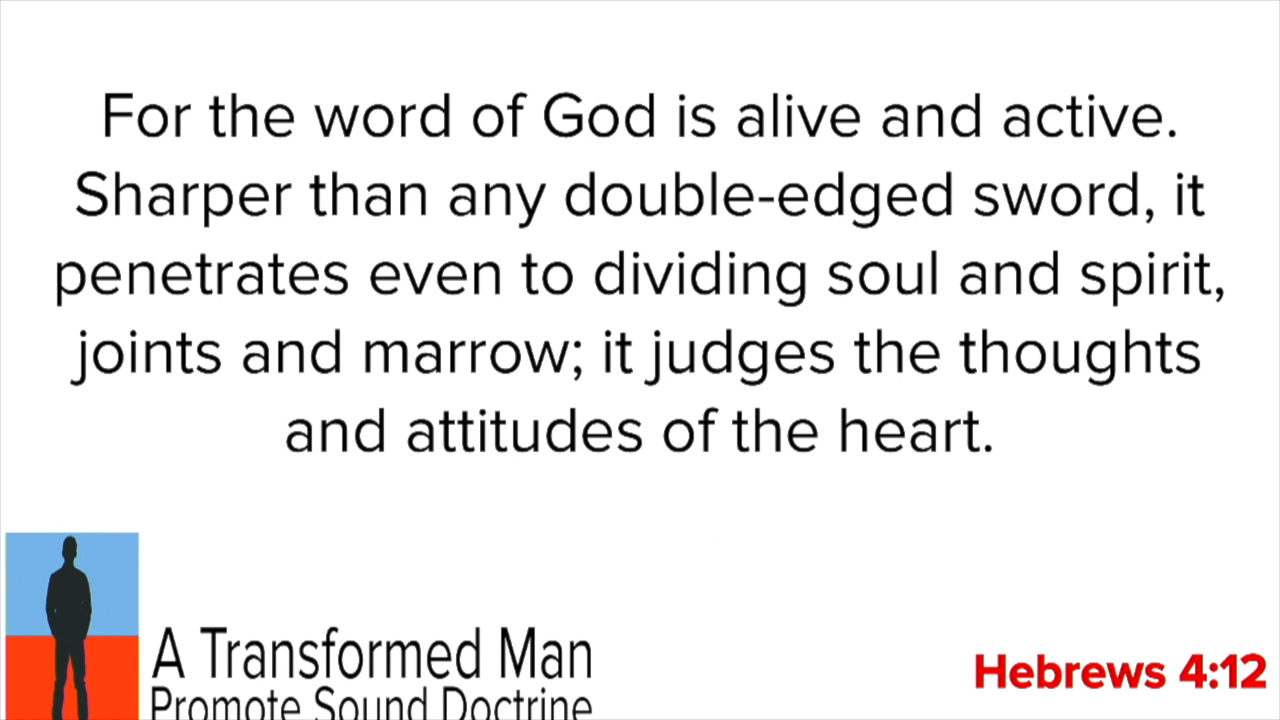 For the word of God is alive and active.
Sharper than any double-edged sword, it
penetrates even to dividing soul and spirit,
joints and marrow; it judges the thoughts
and attitudes of the heart.
A Transformed Man
Promote Sound Doctrine
Hebrews 4:12